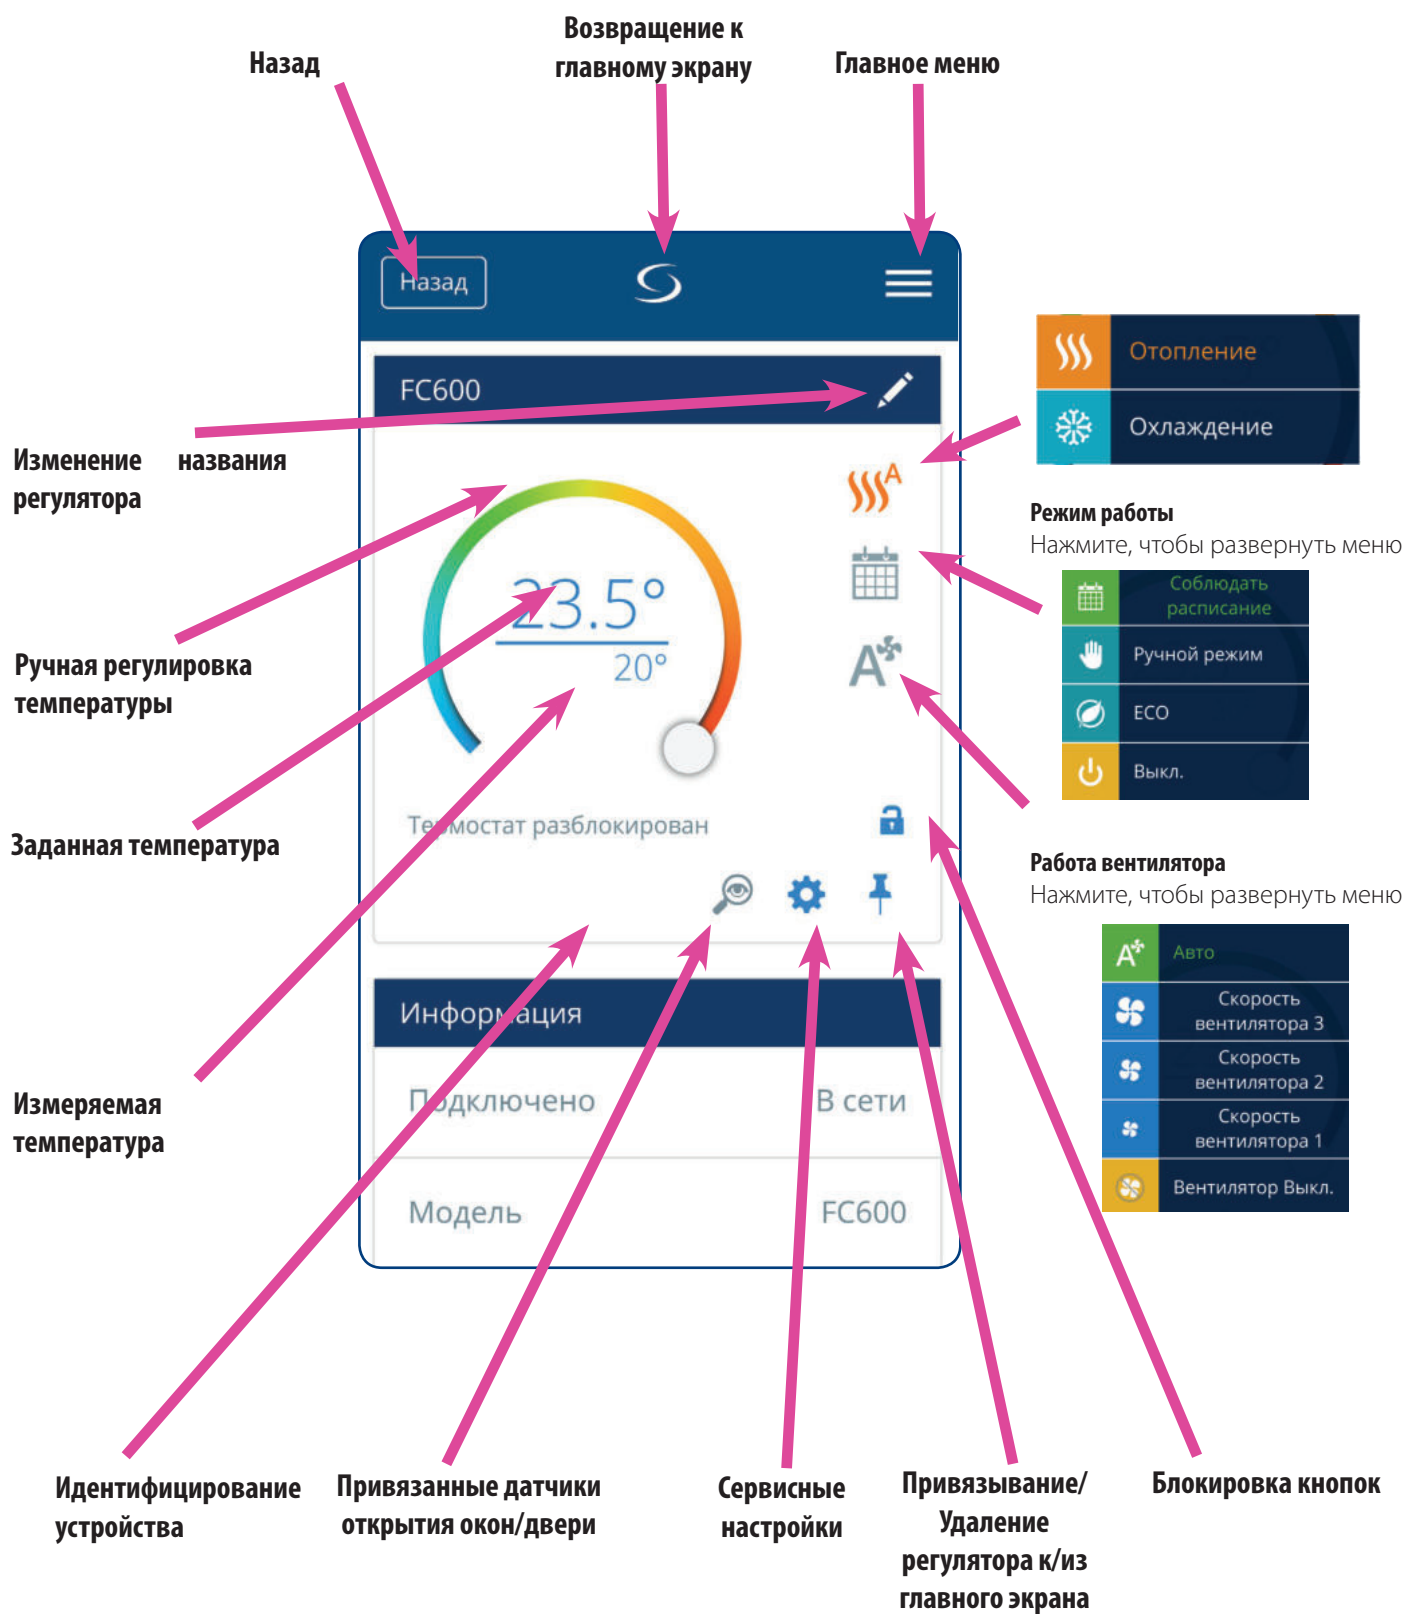 Возвращение к
главному экрану
Назад
Главное меню
Назад
FC600
Отопление
Охлаждение
A
Изменение названия
регулятора
Режим работы
Нажмите, чтобы развернуть меню
Соблюдать
расписание
Ручной режим
ECO
Выкл.
23.5°
20°
A
Ручная регулировка
температуры
Термостат разблокирован
Заданная температура
Работа вентилятора
Нажмите, чтобы развернуть меню
A
Авто
Скорость
вентилятора 3
Скорость
вентилятора 2
Скорость
вентилятора 1
Вентилятор Выкл.
Информация
Подключено В сети
Модель FC600
Измеряемая
температура
Идентифицирование
устройства
Привязанные датчики
открытия окон/двери
Сервисные
настройки
Привязывание/
Удаление
регулятора к/из
главного экрана
Блокировка кнопок